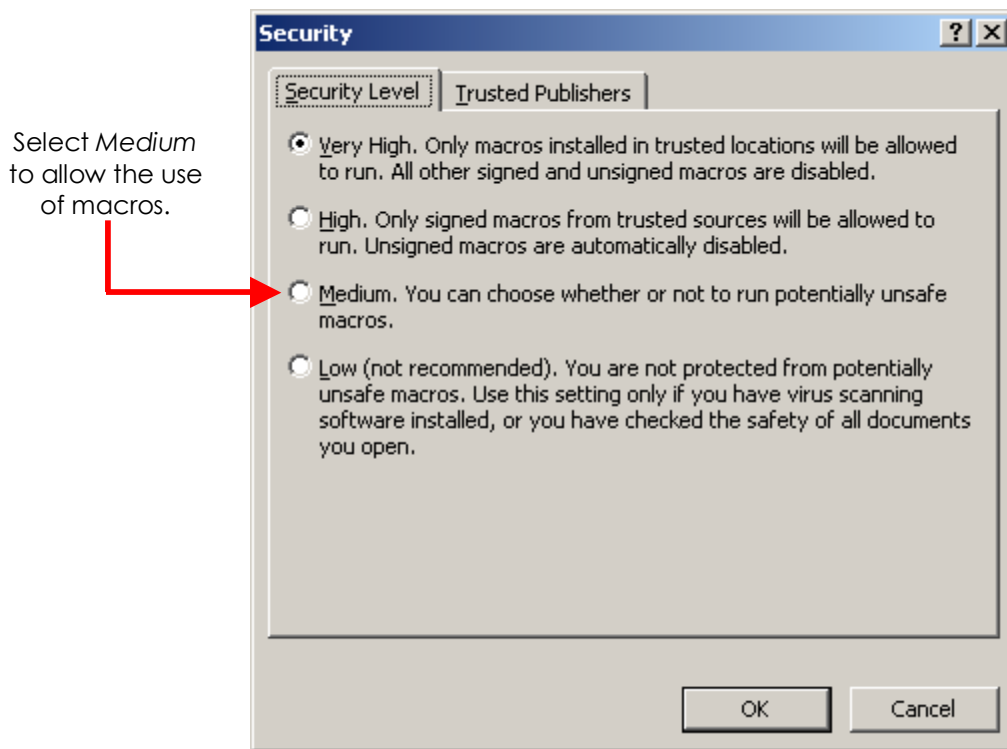 Security
Security Level
Trusted Publishers
Select Medium
to allow the use
of macros.
Very High. Only macros installed in trusted locations will be allowed
to run. All other signed and unsigned macros are disabled.
High. Only signed macros from trusted sources will be allowed to
run. Unsigned macros are automatically disabled.
Medium. You can choose whether or not to run potentially unsafe
macros.
Low (not recommended). You are not protected from potentially
unsafe macros. Use this setting only if you have virus scanning
software installed, or you have checked the safety of all documents
you open.
OK
Cancel